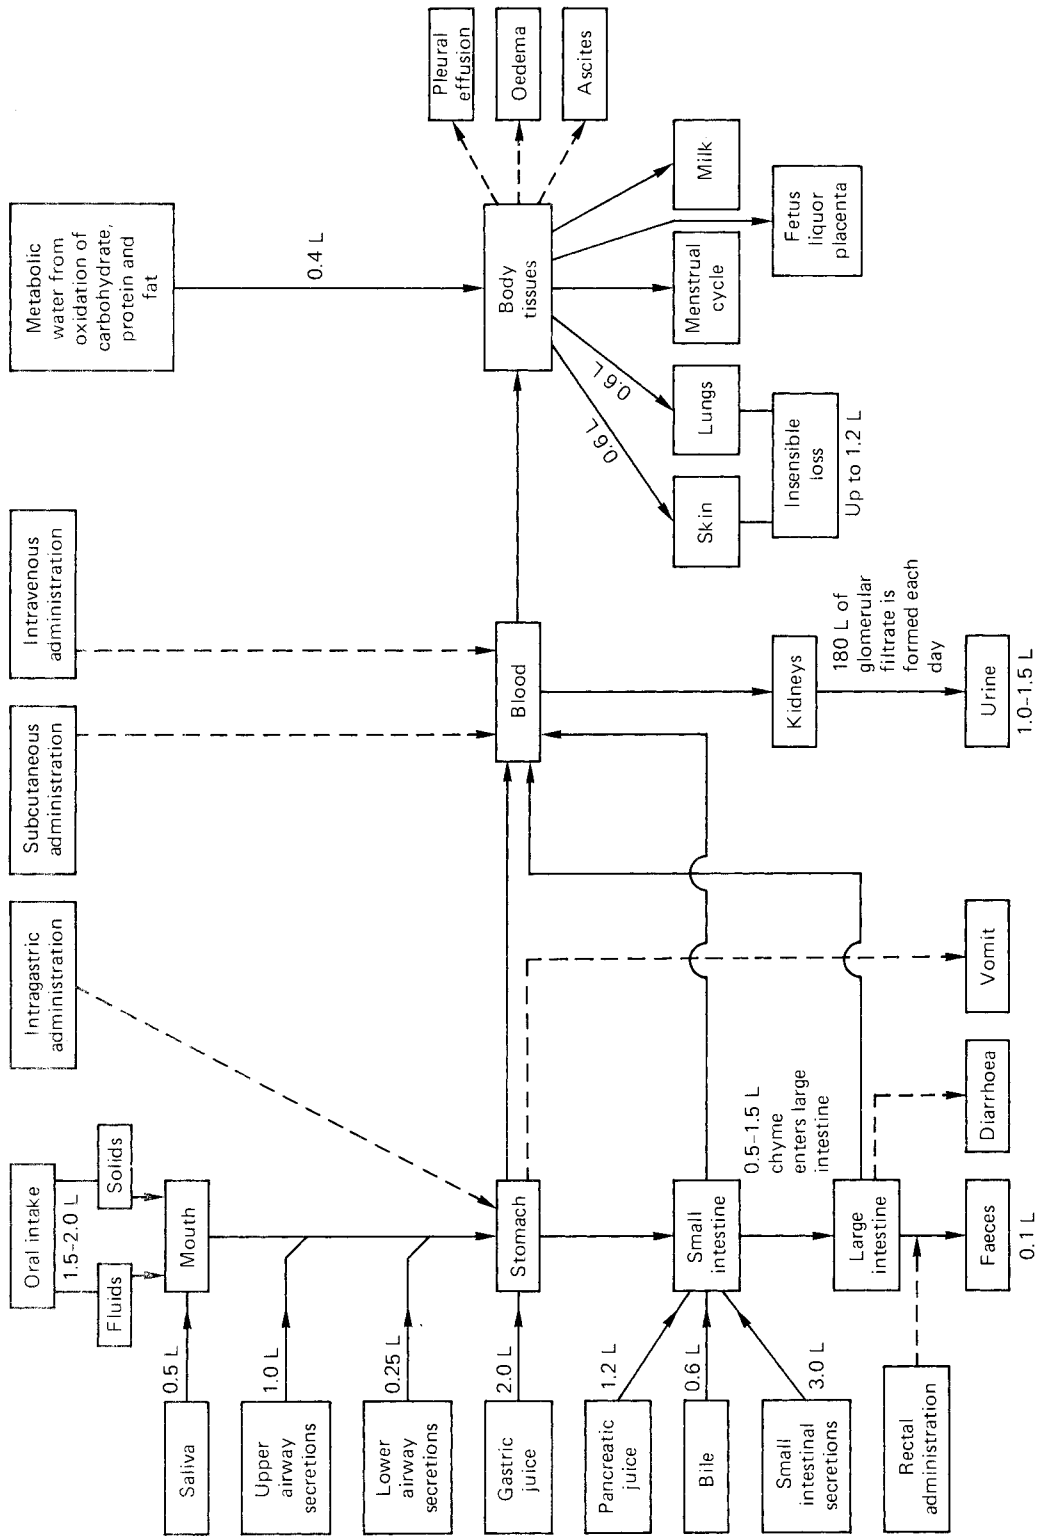 Oral intake
1.5–2.0 L
Fluids
Solids
Mouth
Saliva
0.5 L
Upper
airway
secretions
1.0 L
Lower
airway
secretions
0.25 L
Gastric
juice
2.0 L
Stomach
Pancreatic
juice
1.2 L
Bile
0.6 L
Small
intestinal
secretions
3.0 L
Small
intestine
0.5–1.5 L
chyme
enters large
intestine
Large
intestine
Rectal
administration
Faeces
0.1 L
Diarrhoea
Vomit
Intragastric
administration
Subcutaneous
administration
Intravenous
administration
Blood
Kidneys
180 L of
glomerular
filtrate is
formed each
day
Urine
1.0–1.5 L
Metabolic
water from
oxidation of
carbohydrate,
protein and
fat
0.4 L
Body
tissues
Pleural
effusion
Oedema
Ascites
0.6 L
0.6 L
Skin
Lungs
Insensible
loss
Up to 1.2 L
Menstrual
cycle
Fetus
liquor
placenta
Milk